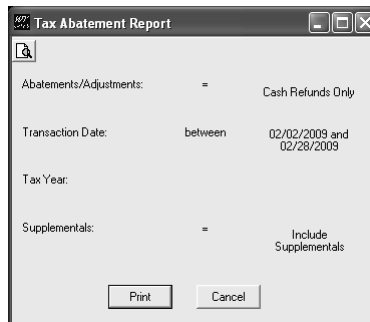 Tax Abatement Report
Abatements/Adjustments: = Cash Refunds Only
Transaction Date: between 02/02/2009 and
02/28/2009
Tax Year:
Supplementals: = Include
Supplementals
Print Cancel